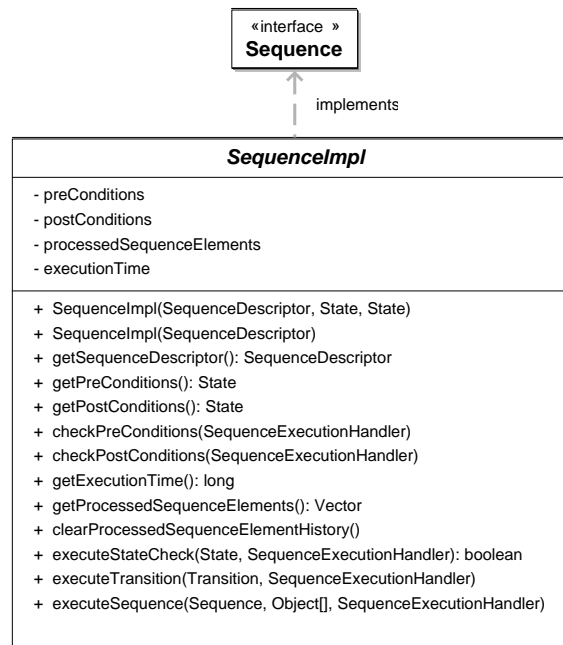 «interface »
Sequence
implements
SequenceImpl
- preConditions
- postConditions
- processedSequenceElements
- executionTime
+ SequenceImpl(SequenceDescriptor, State, State)
+ SequenceImpl(SequenceDescriptor)
+ getSequenceDescriptor(): SequenceDescriptor
+ getPreConditions(): State
+ getPostConditions(): State
+ checkPreConditions(SequenceExecutionHandler)
+ checkPostConditions(SequenceExecutionHandler)
+ getExecutionTime(): long
+ getProcessedSequenceElements(): Vector
+ clearProcessedSequenceElementHistory()
+ executeStateCheck(State, SequenceExecutionHandler): boolean
+ executeTransition(Transition, SequenceExecutionHandler)
+ executeSequence(Sequence, Object[], SequenceExecutionHandler)